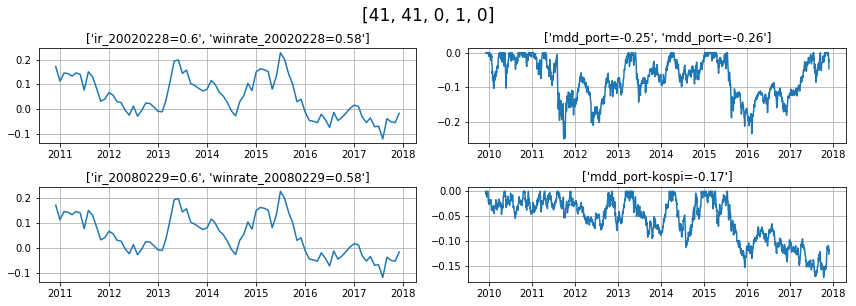 [41, 41, 0, 1, 0]
['ir_20020228=0.6', 'winrate_20020228=0.58']
0.2
0.1
0.0
−0.1
2011 2012 2013 2014 2015 2016 2017 2018
['mdd_port=-0.25', 'mdd_port=-0.26']
0.0
−0.1
−0.2
2010 2011 2012 2013 2014 2015 2016 2017 2018
['ir_20080229=0.6', 'winrate_20080229=0.58']
0.2
0.1
0.0
−0.1
2011 2012 2013 2014 2015 2016 2017 2018
['mdd_port-kospi=-0.17']
0.00
−0.05
−0.10
−0.15
2010 2011 2012 2013 2014 2015 2016 2017 2018